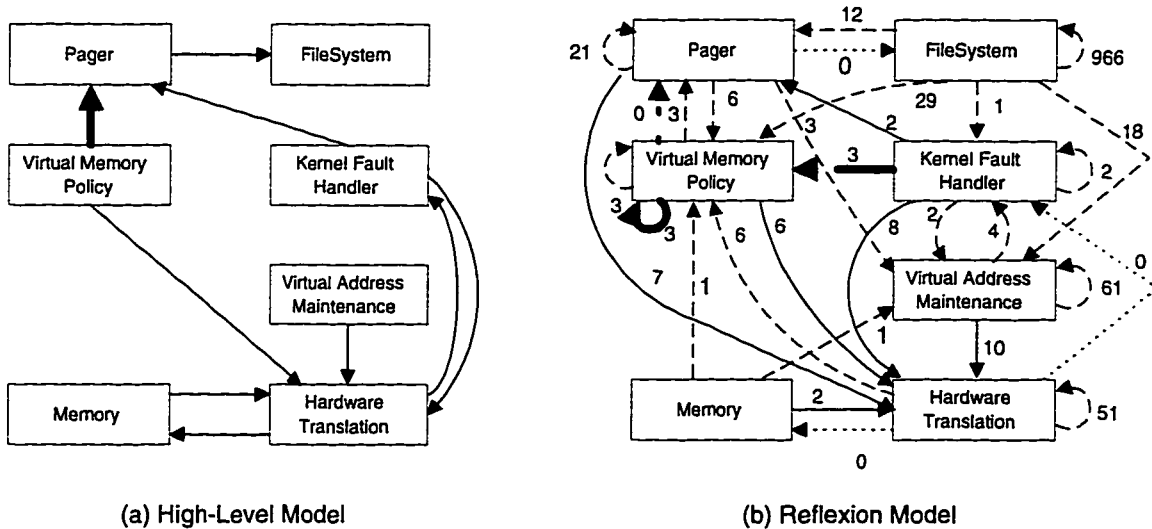 Pager
FileSystem
Virtual Memory
Policy
Kernel Fault
Handler
Virtual Address
Maintenance
Memory
Hardware
Translation
(a) High-Level Model
12
21
Pager
0
FileSystem
966
0
3
6
3
29
2
1
18
Virtual Memory
Policy
3
Kernel Fault
Handler
2
3
3
6
6
8
2
4
0
7
1
Virtual Address
Maintenance
61
1
10
Memory
2
Hardware
Translation
51
0
(b) Reflexion Model